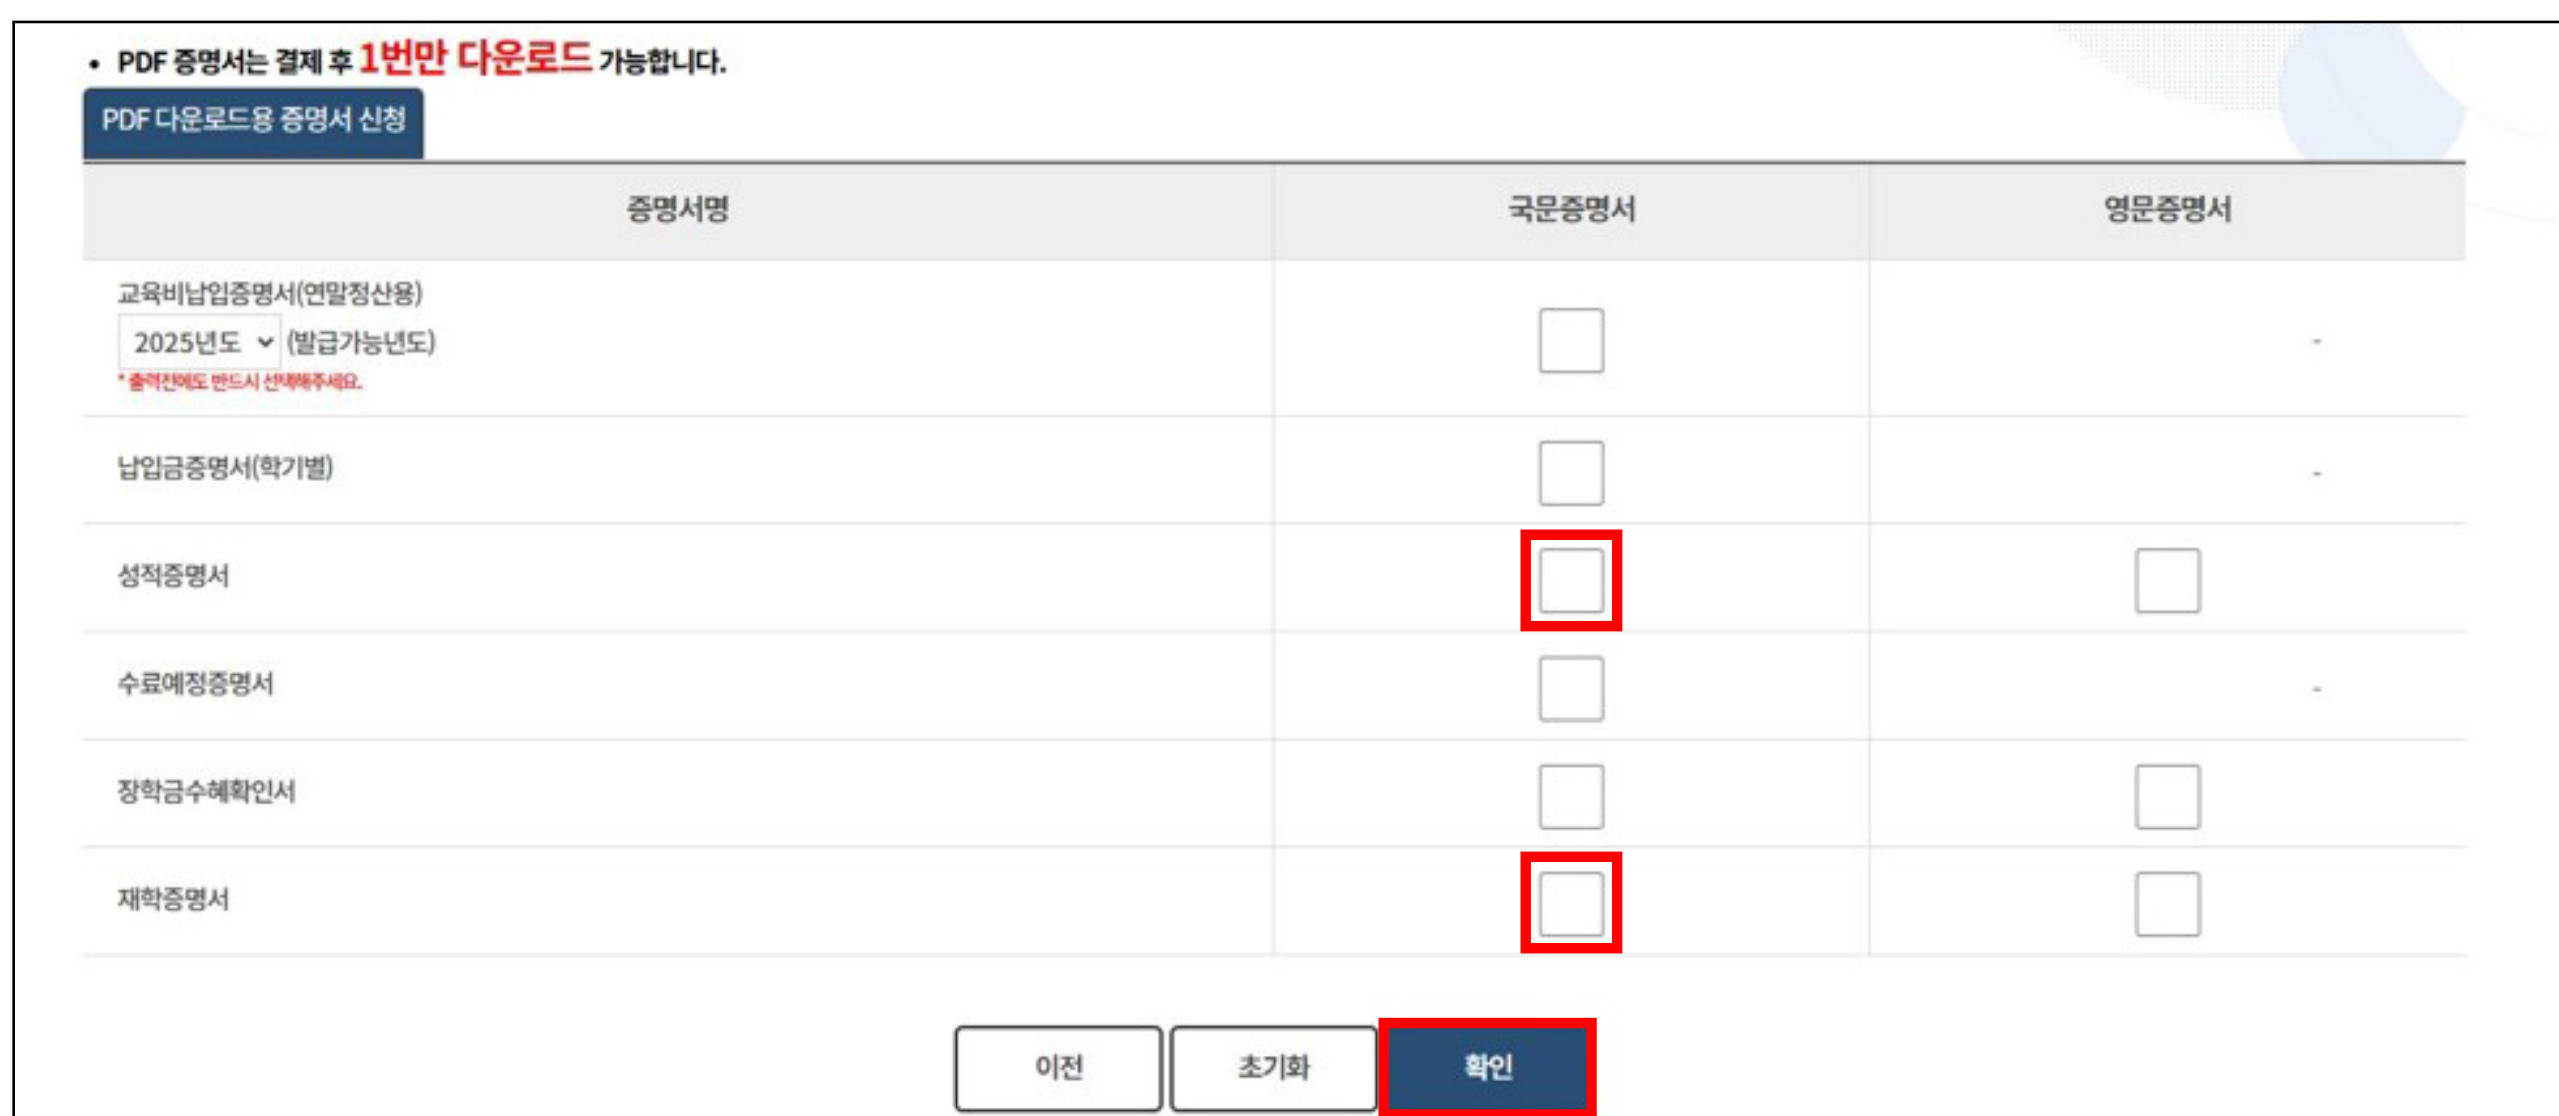 • PDF 증명서는 결제 후 1번만 다운로드 가능합니다.
PDF 다운로드용 증명서 신청
증명서명 국문증명서 영문증명서
교육비납입증명서(연말정산용)
2025년도 (발급가능년도)
* 출력전에도 반드시 선택해주세요.
-
납입금증명서(학기별) -
성적증명서
수료예정증명서 -
장학금수혜확인서
재학증명서
이전 초기화 확인